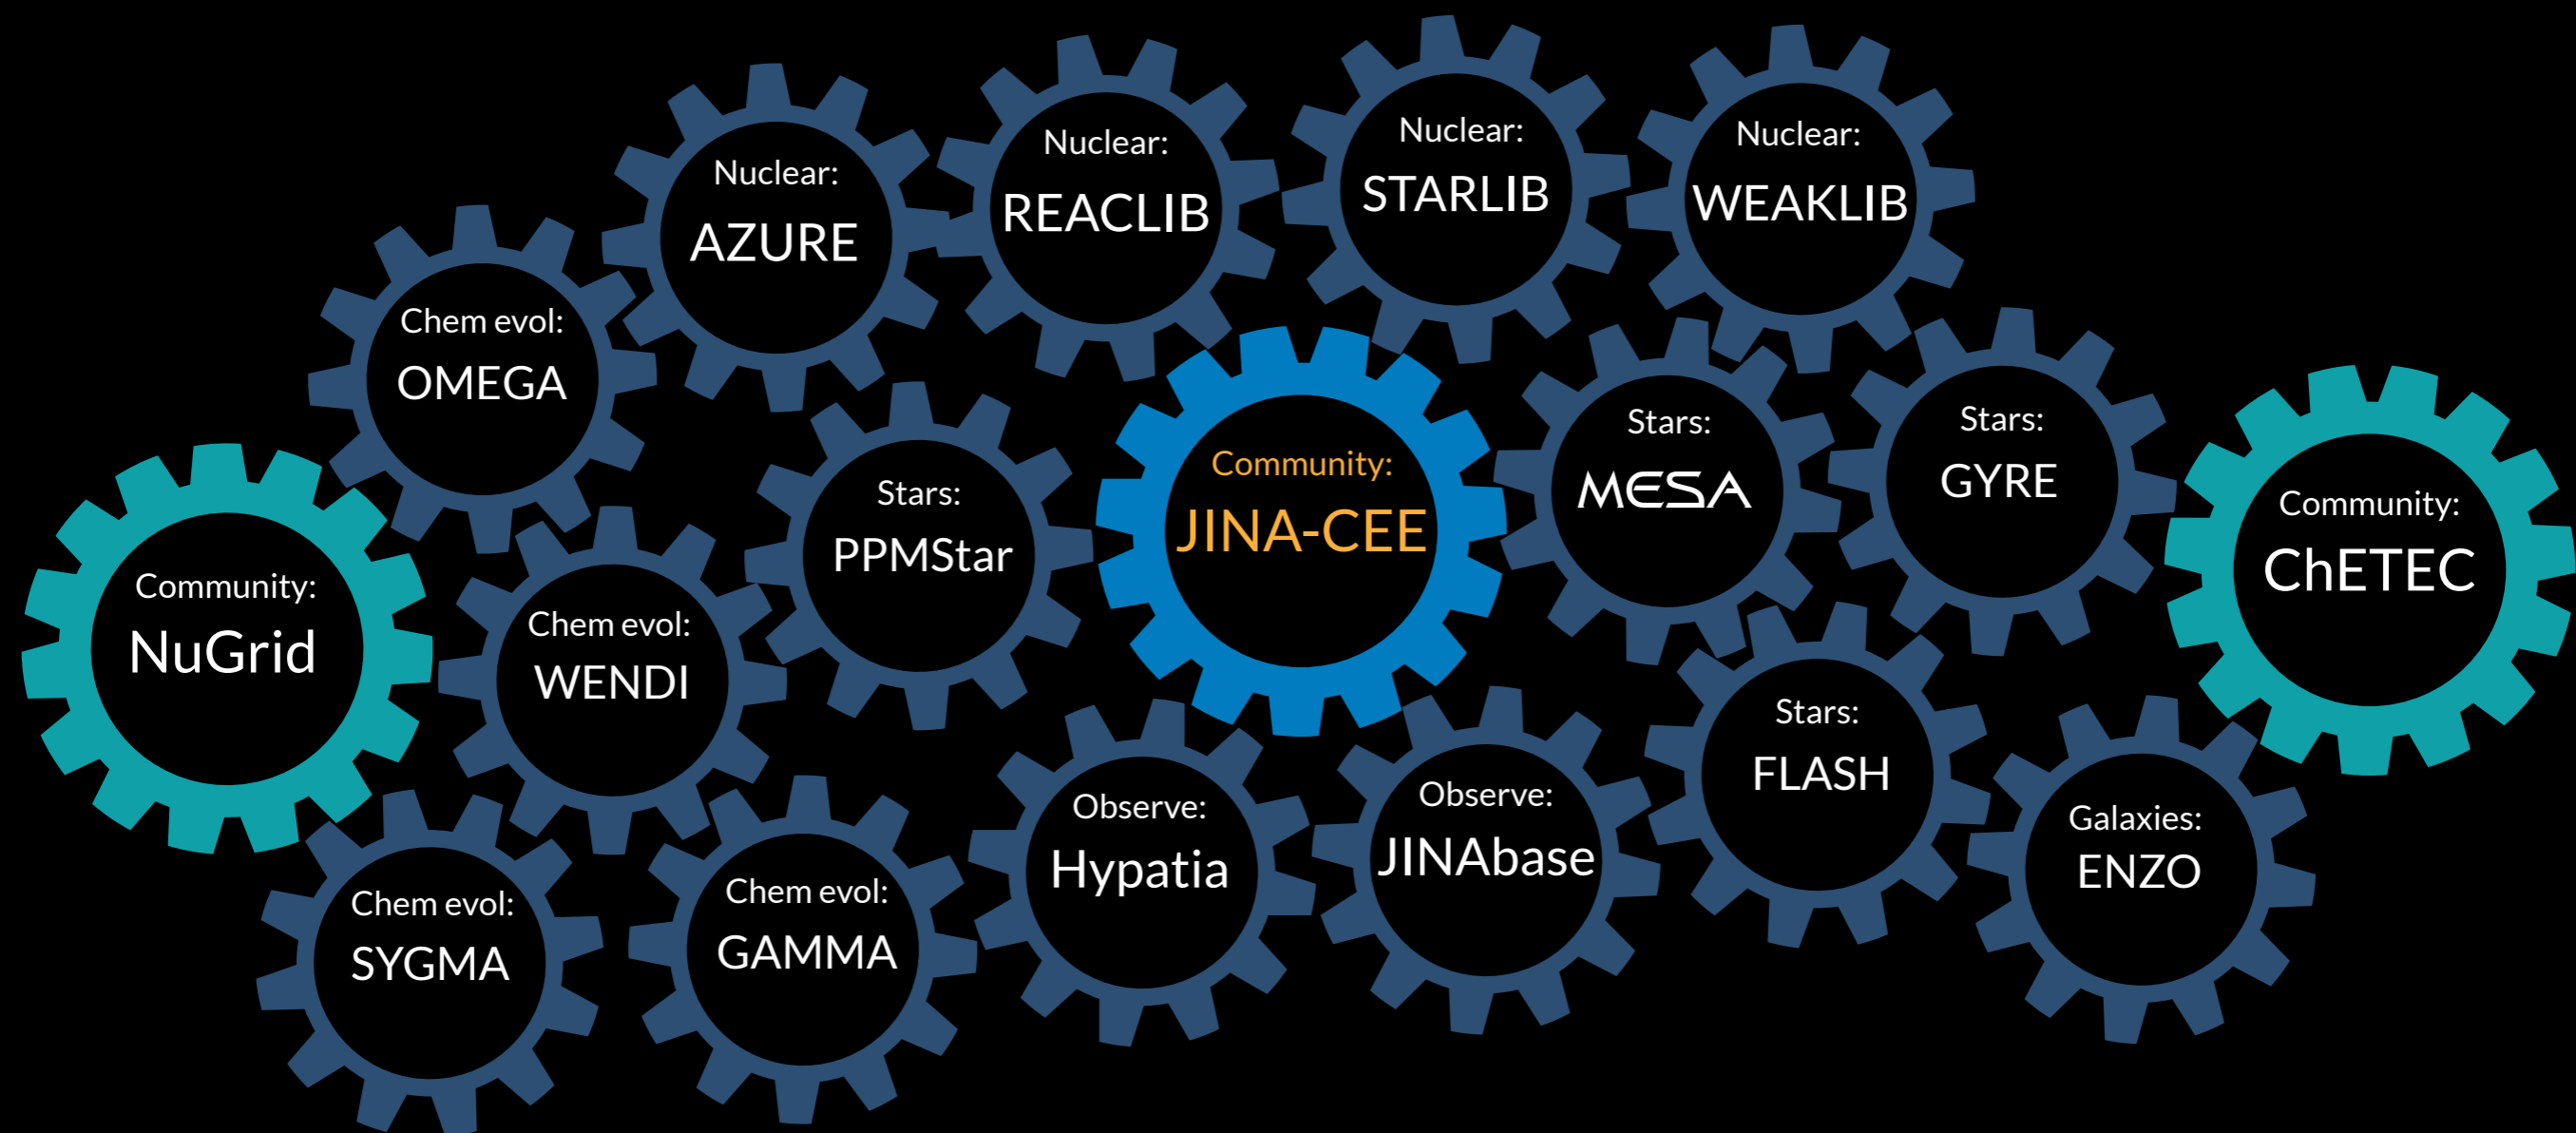 Nuclear:
AZURE
Nuclear:
REACLIB
Nuclear:
STARLIB
Nuclear:
WEAKLIB
Chem evol:
OMEGA
Stars:
PPMStar
Community:
JINA-CEE
Stars:
MESA
Stars:
GYRE
Community:
ChETEC
Community:
NuGrid
Chem evol:
WENDI
Stars:
FLASH
Chem evol:
SYGMA
Chem evol:
GAMMA
Observe:
Hypatia
Observe:
JINAbase
Galaxies:
ENZO